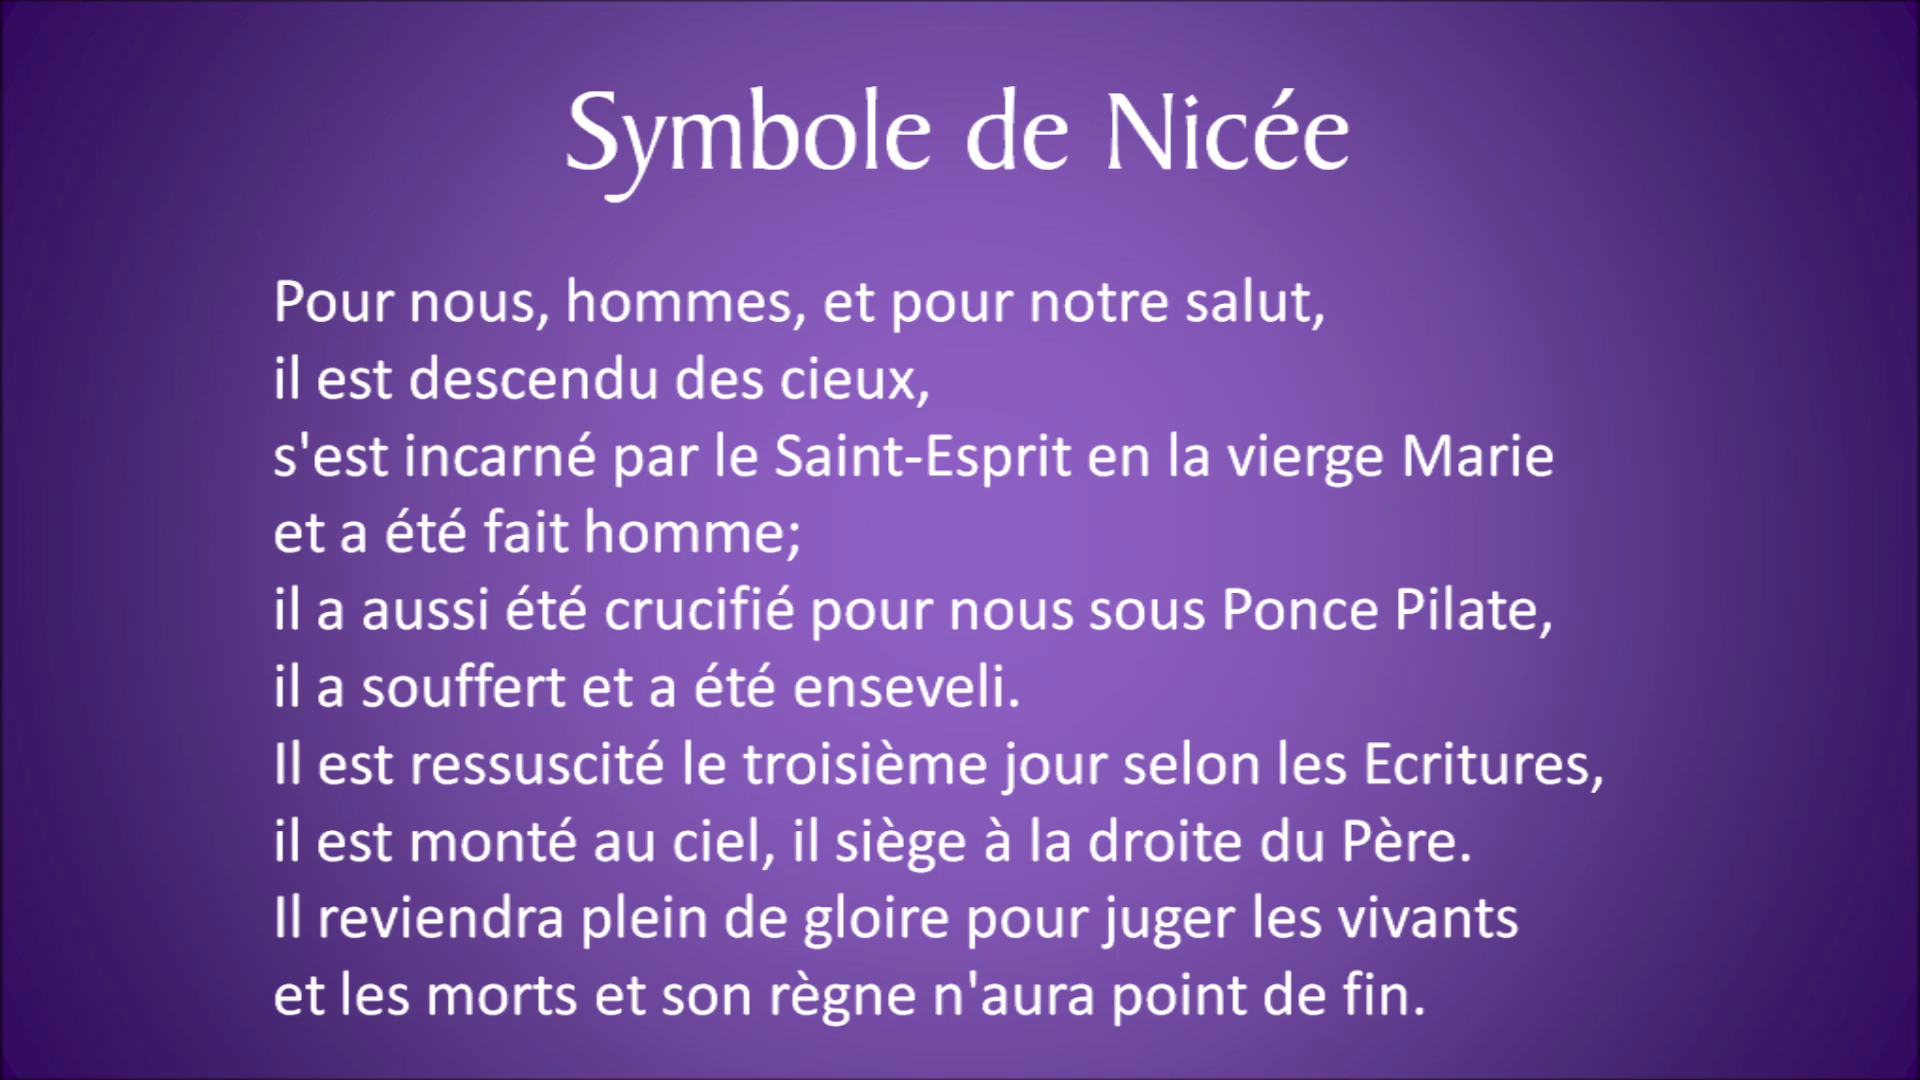 Symbole de Nicée
Pour nous, hommes, et pour notre salut,
il est descendu des cieux,
s'est incarné par le Saint-Esprit en la vierge Marie
et a été fait homme;
il a aussi été crucifié pour nous sous Ponce Pilate,
il a souffert et a été enseveli.
Il est ressuscité le troisième jour selon les Ecritures,
il est monté au ciel, il siège à la droite du Père.
Il reviendra plein de gloire pour juger les vivants
et les morts et son règne n'aura point de fin.